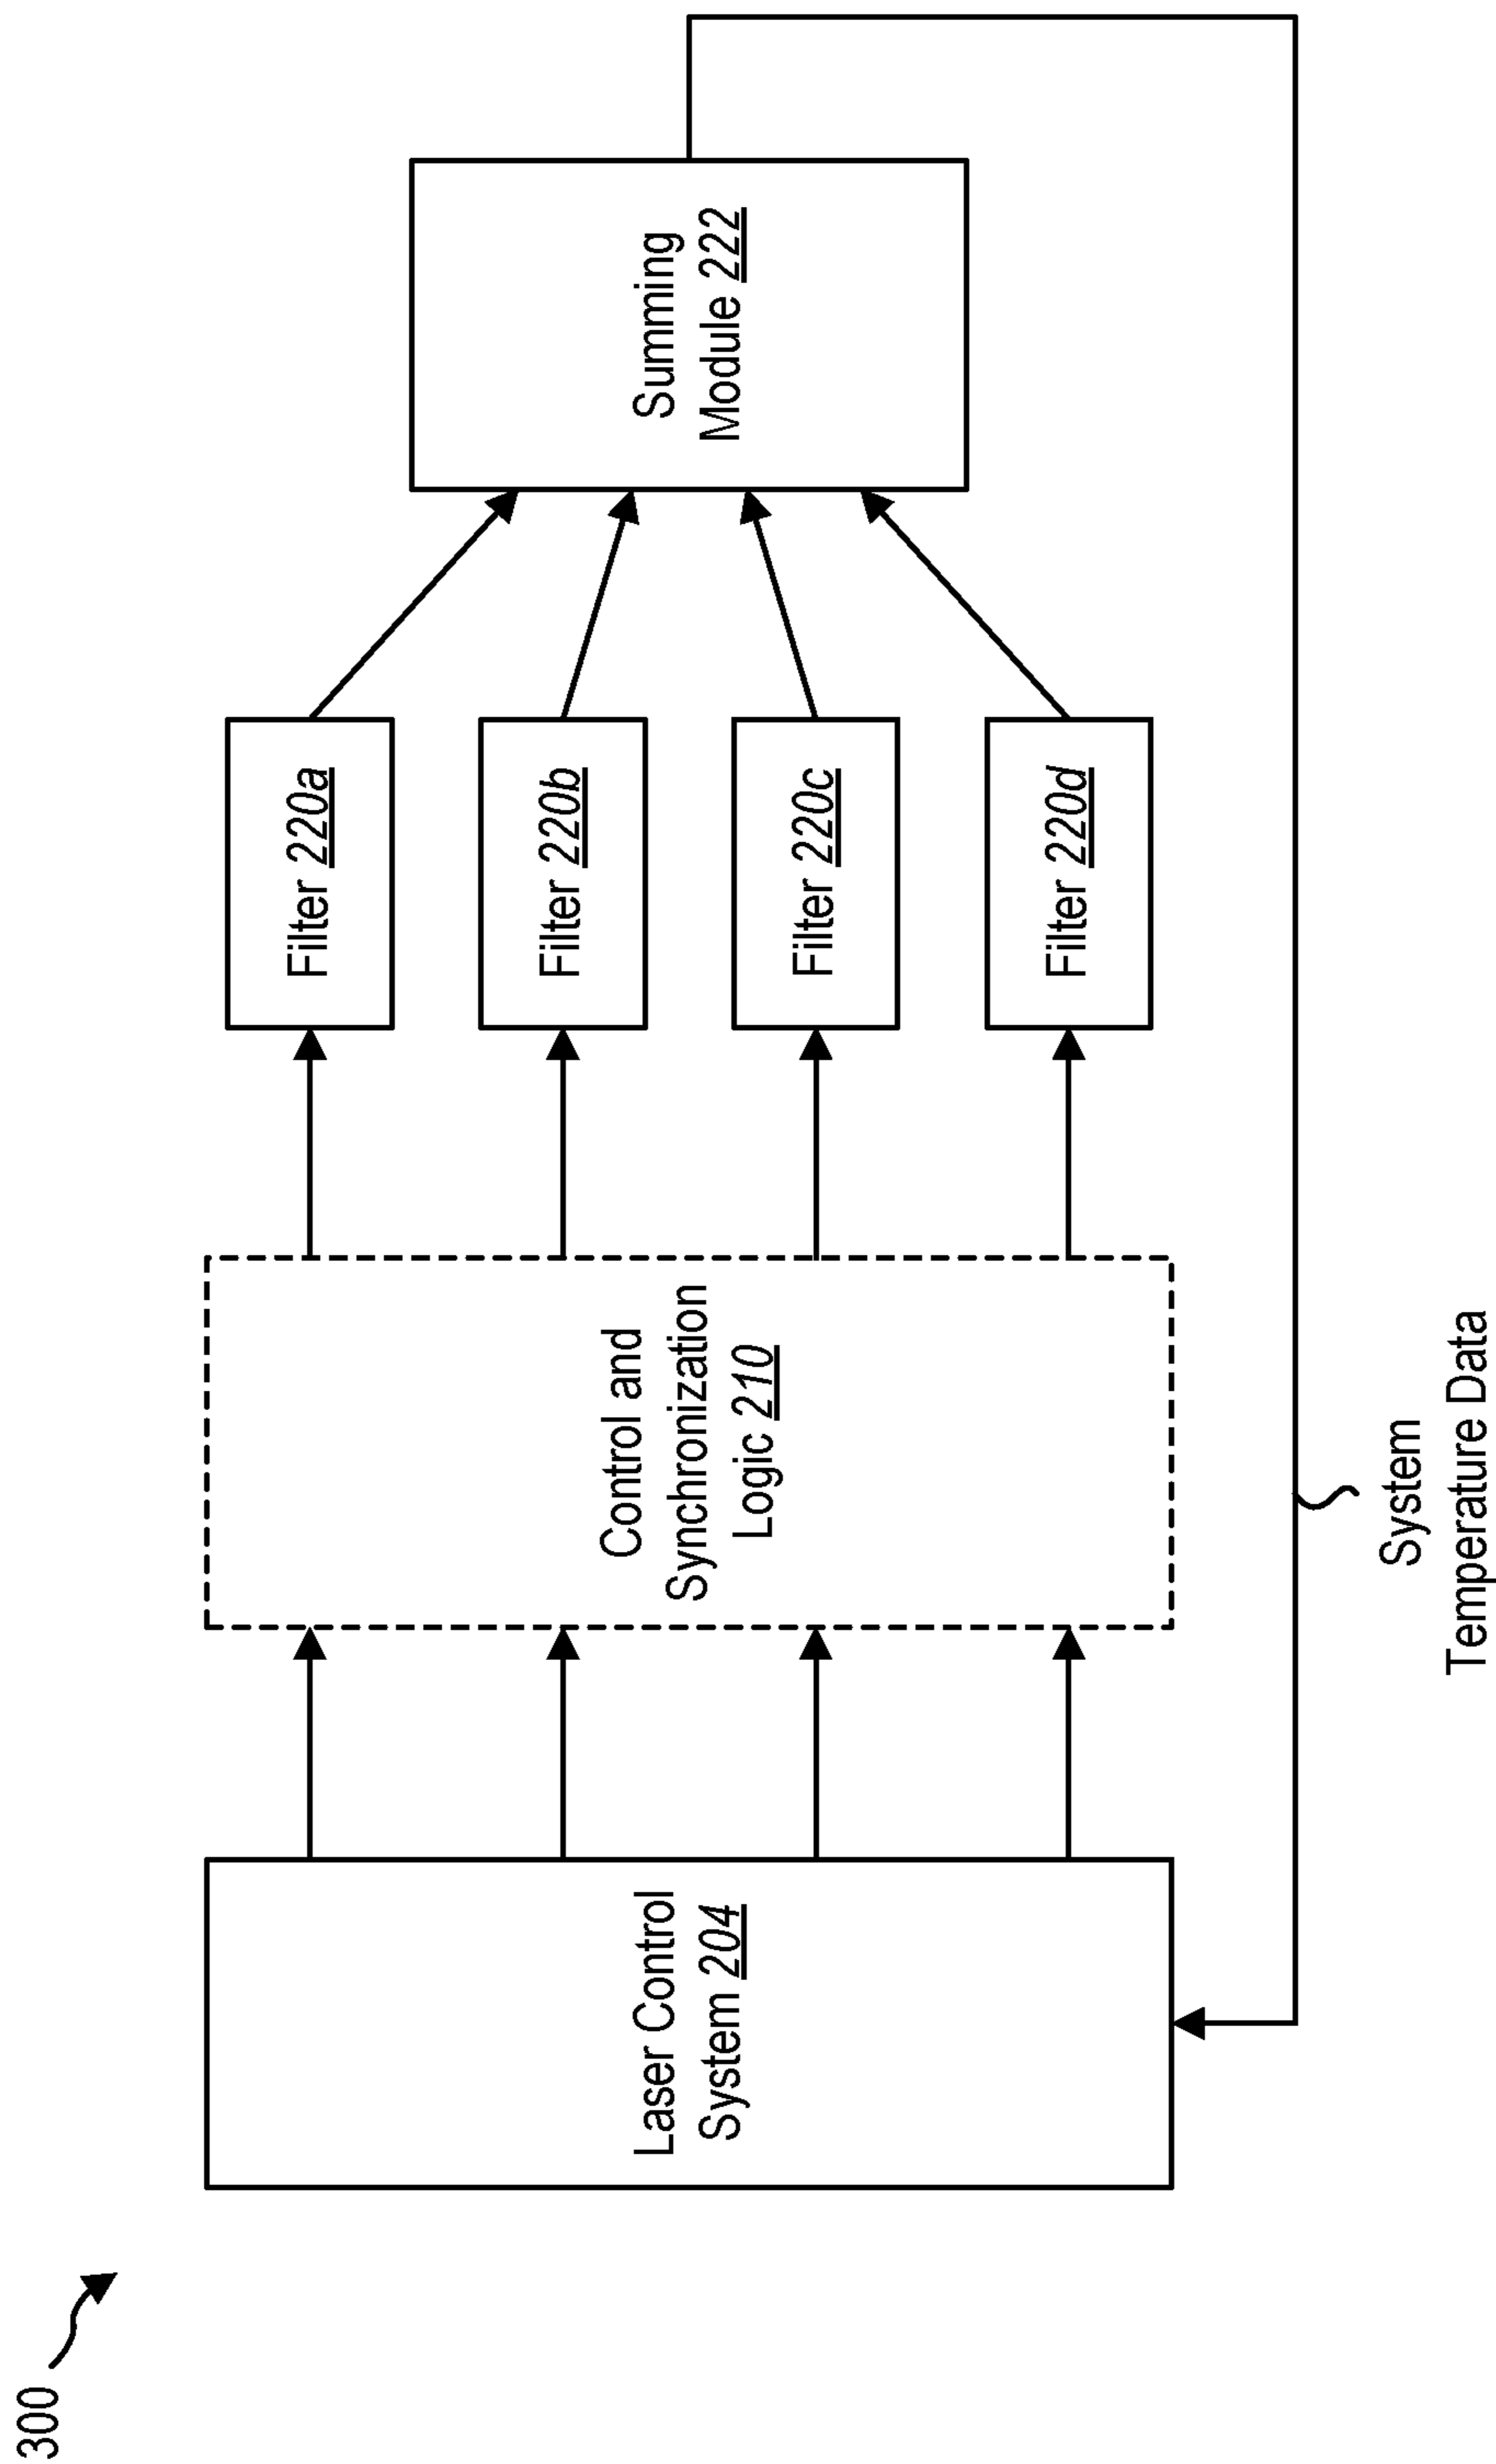 300
Laser Control
System 204
Control and
Synchronization
Logic 210
Filter 220a
Filter 220b
Filter 220c
Filter 220d
Summing
Module 222
System
Temperature Data